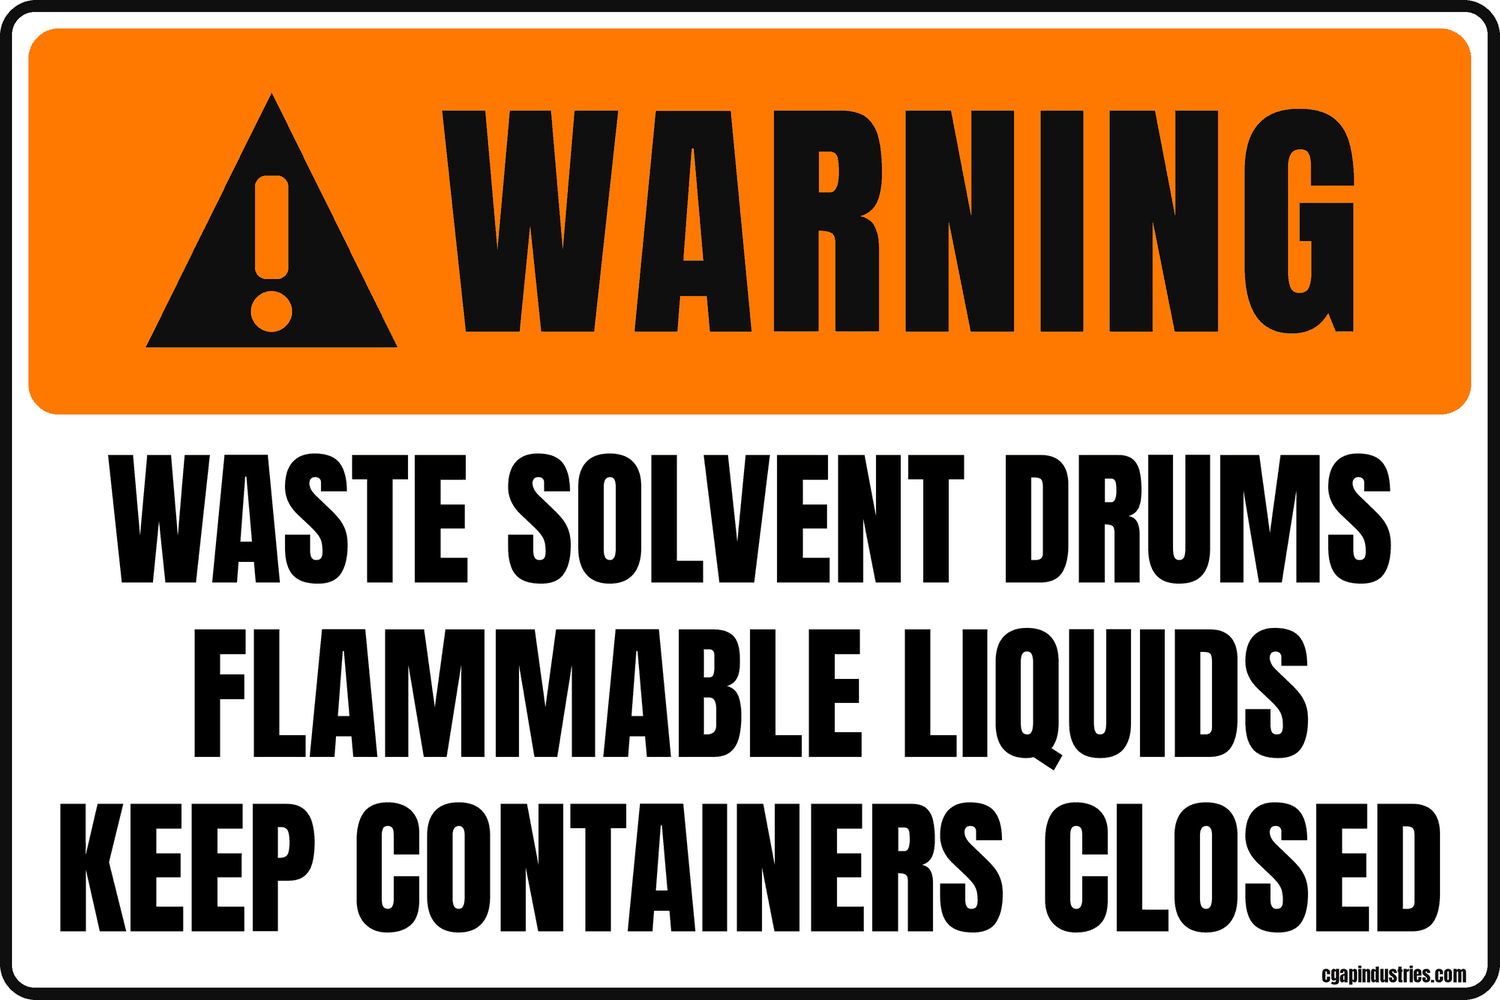 WARNING
WASTE SOLVENT DRUMS
FLAMMABLE LIQUIDS
KEEP CONTAINERS CLOSED
cgapindustries.com